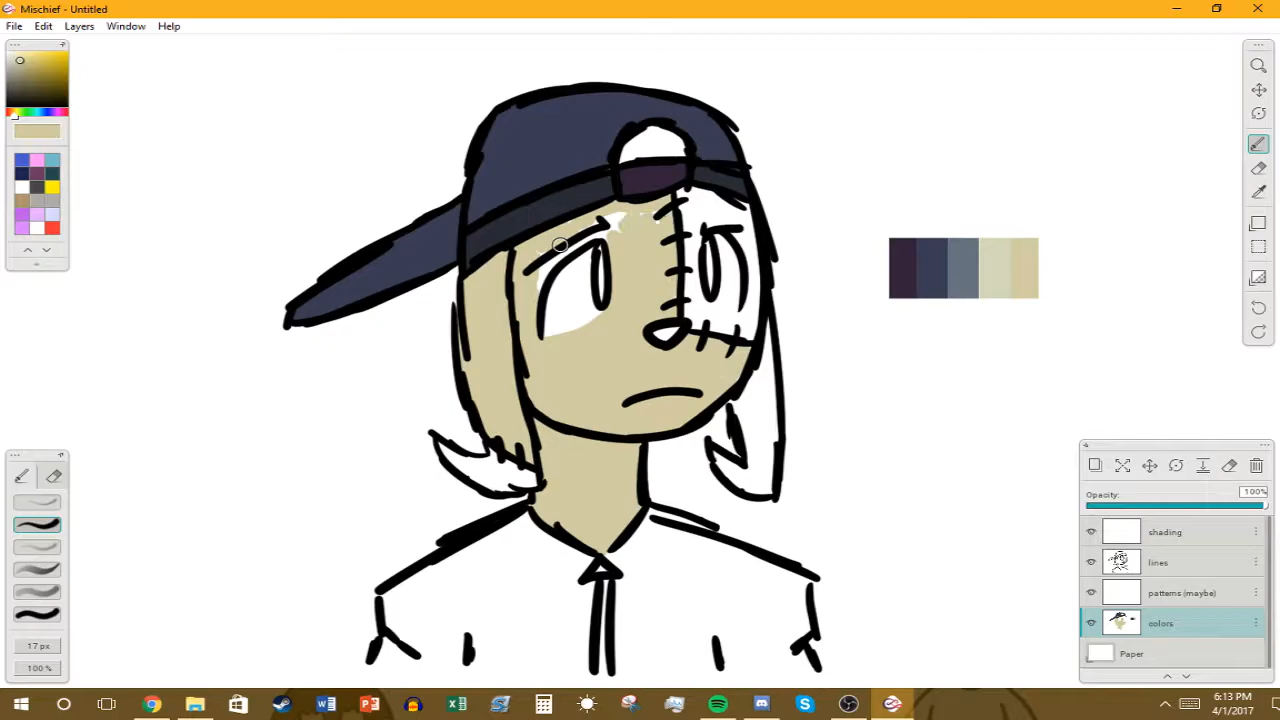 Mischief - Untitled
File Edit Layers Window Help
Opacity: 100%
shading
lines
patterns (maybe)
colors
Paper
17 px
100 %
6:13 PM
4/1/2017